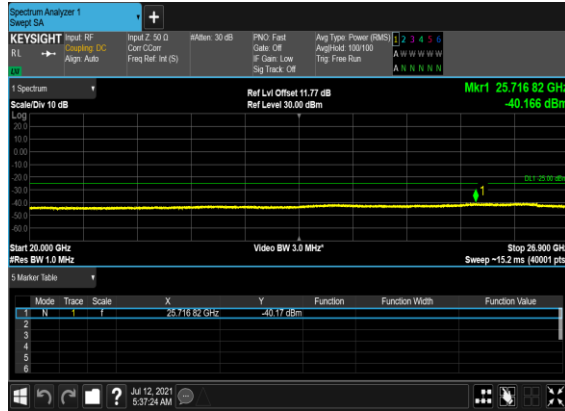 Spectrum Analyzer 1
Swept SA
KEYSIGHT Input: RF Input Z: 50 Ω #Atten: 30 dB PNO: Fast Avg Type: Power (RMS) 1 2 3 4 5 6
RL Coupling: DC Corr CCorr Gate: Off Avg|Hold: 100/100 A W W W W W
Align: Auto Freq Ref: Int (S) IF Gain: Low Trig: Free Run
Sig Track: Off A N N N N N
1 Spectrum Ref Lvl Offset 11.77 dB Mkr1 25.716 82 GHz
Scale/Div 10 dB Ref Level 30.00 dBm -40.166 dBm
Log
20.0
10.0
0.00
-10.0
-20.0
DL1 -25.00 dBm
-30.0
1
-40.0
-50.0
-60.0
Start 20.000 GHz Video BW 3.0 MHz* Stop 26.900 GHz
#Res BW 1.0 MHz Sweep ~15.2 ms (40001 pts)
5 Marker Table
Mode Trace Scale X Y Function Function Width Function Value
1 N 1 f 25.716 82 GHz -40.17 dBm
2
3
4
5
6
? Jul 12, 2021
5:37:24 AM